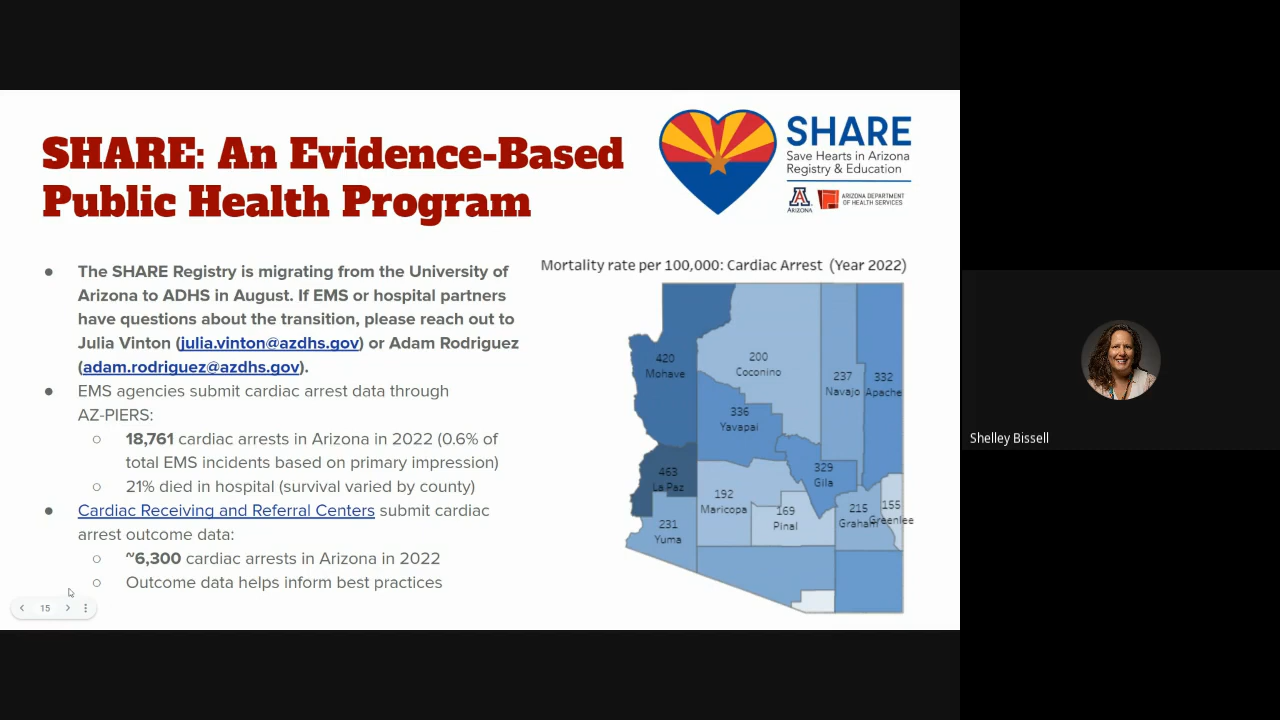 SHARE: An Evidence-Based
Public Health Program
SHARE
Save Hearts in Arizona
Registry & Education
ARIZONA
ARIZONA DEPARTMENT
OF HEALTH SERVICES
● The SHARE Registry is migrating from the University of
Arizona to ADHS in August. If EMS or hospital partners
have questions about the transition, please reach out to
Julia Vinton (julia.vinton@azdhs.gov) or Adam Rodriguez
(adam.rodriguez@azdhs.gov).
● EMS agencies submit cardiac arrest data through
AZ-PIERS:
○ 18,761 cardiac arrests in Arizona in 2022 (0.6% of
total EMS incidents based on primary impression)
○ 21% died in hospital (survival varied by county)
● Cardiac Receiving and Referral Centers submit cardiac
arrest outcome data:
○ ~6,300 cardiac arrests in Arizona in 2022
○ Outcome data helps inform best practices
Mortality rate per 100,000: Cardiac Arrest (Year 2022)
420
Mohave
200
Coconino
237
Navajo
332
Apache
336
Yavapai
463
La Paz
329
Gila
192
Maricopa
169
Pinal
215
Graham
155
Greenlee
231
Yuma
15
Shelley Bissell